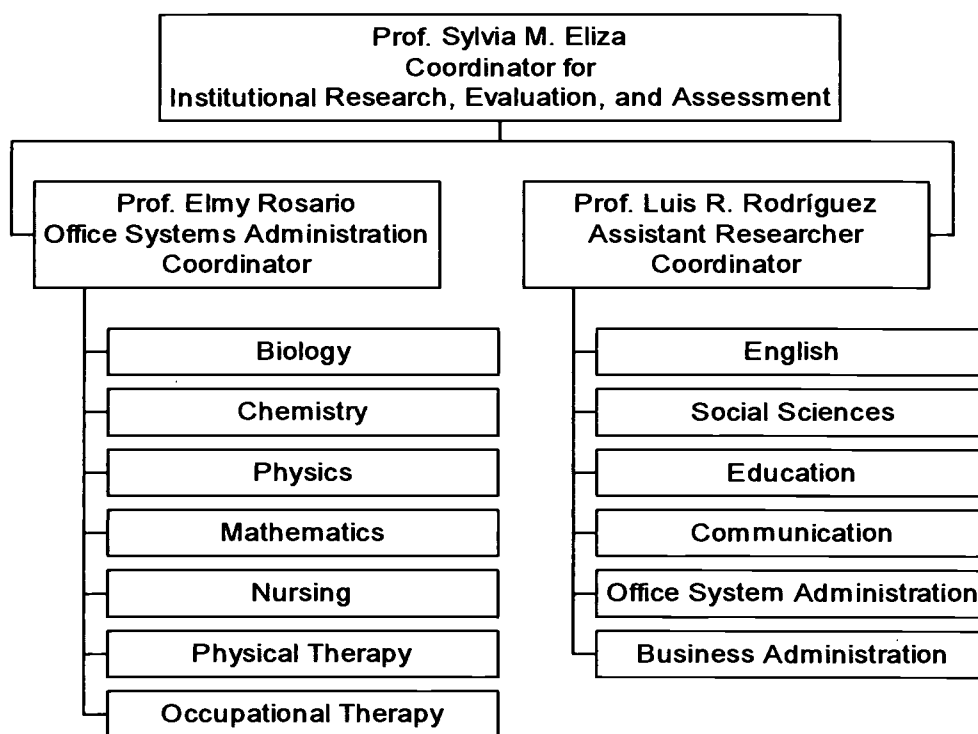 Prof. Sylvia M. Eliza
Coordinator for
Institutional Research, Evaluation, and Assessment
Prof. Elmy Rosario
Office Systems Administration
Coordinator
Biology
Chemistry
Physics
Mathematics
Nursing
Physical Therapy
Occupational Therapy
Prof. Luis R. Rodríguez
Assistant Researcher
Coordinator
English
Social Sciences
Education
Communication
Office System Administration
Business Administration